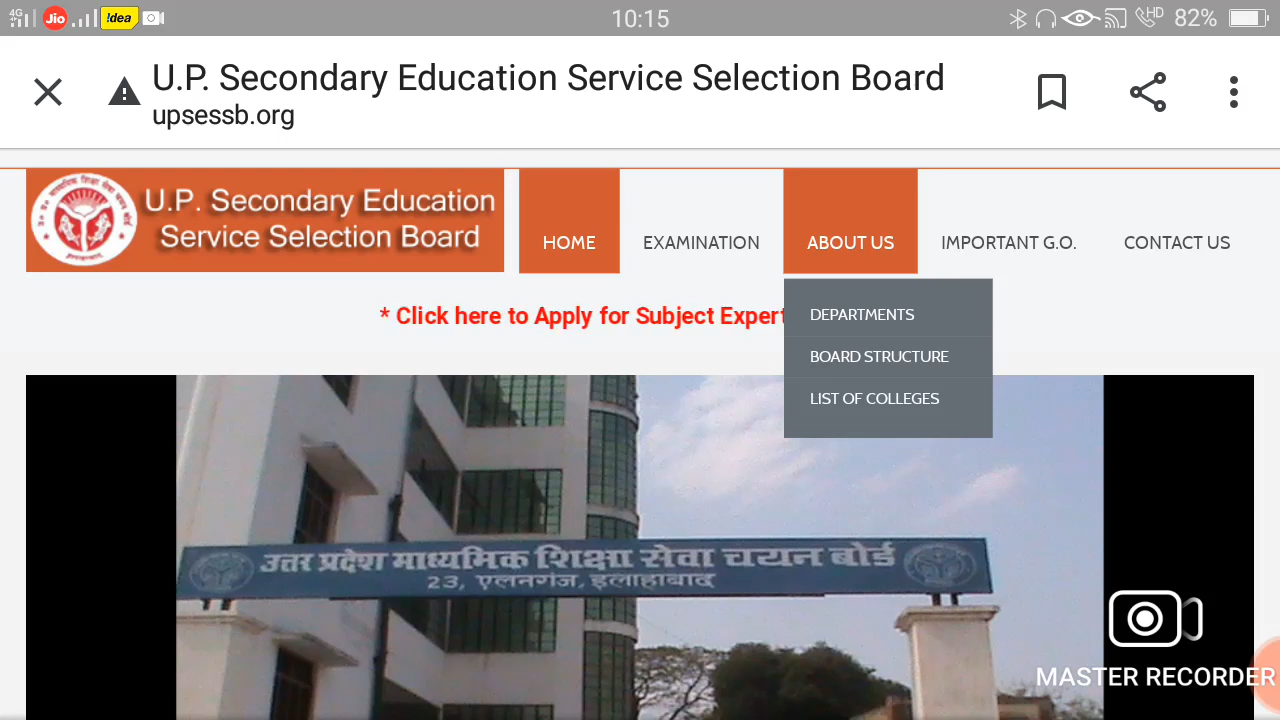 4G Jio !dea 10:15 HD 82%
U.P. Secondary Education Service Selection Board
upsessb.org
U.P. Secondary Education
Service Selection Board
HOME EXAMINATION ABOUT US IMPORTANT G.O. CONTACT US
* Click here to Apply for Subject Expert
DEPARTMENTS
BOARD STRUCTURE
LIST OF COLLEGES
उत्तर प्रदेश माध्यमिक शिक्षा सेवा चयन बोर्ड
23, एलनगंज, इलाहाबाद
MASTER RECORDER